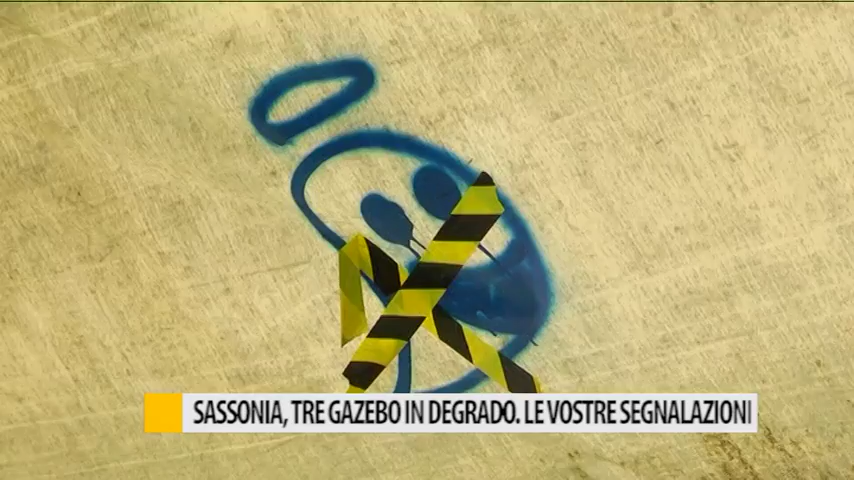 SASSONIA, TRE GAZEBO IN DEGRADO. LE VOSTRE SEGNALAZIONI